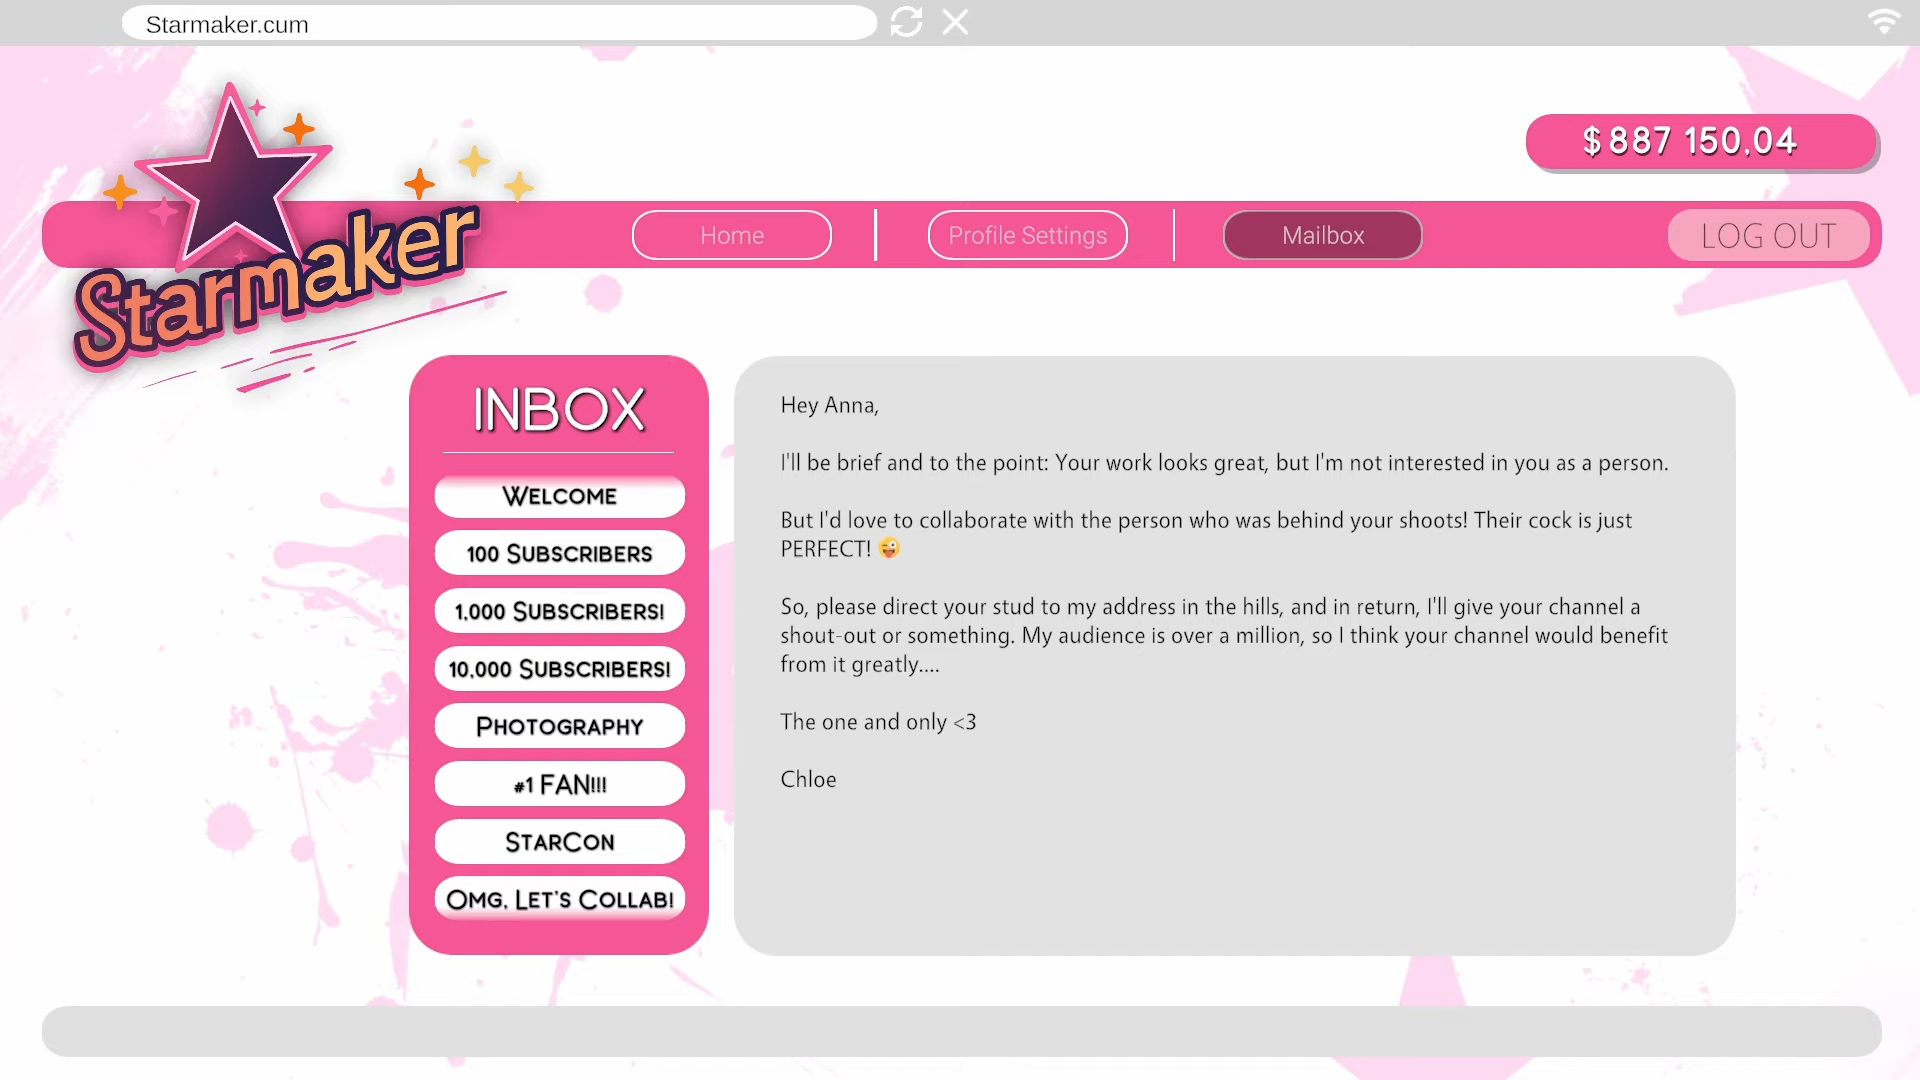 Starmaker.cum
$ 887 150,04
Starmaker
Home
Profile Settings
Mailbox
LOG OUT
INBOX
Welcome
100 Subscribers
1,000 Subscribers!
10,000 Subscribers!
Photography
#1 FAN!!!
StarCon
Omg, Let's Collab!
Hey Anna,
I'll be brief and to the point: Your work looks great, but I'm not interested in you as a person.
But I'd love to collaborate with the person who was behind your shoots! Their cock is just
PERFECT! 😜
So, please direct your stud to my address in the hills, and in return, I'll give your channel a
shout-out or something. My audience is over a million, so I think your channel would benefit
from it greatly....
The one and only <3
Chloe